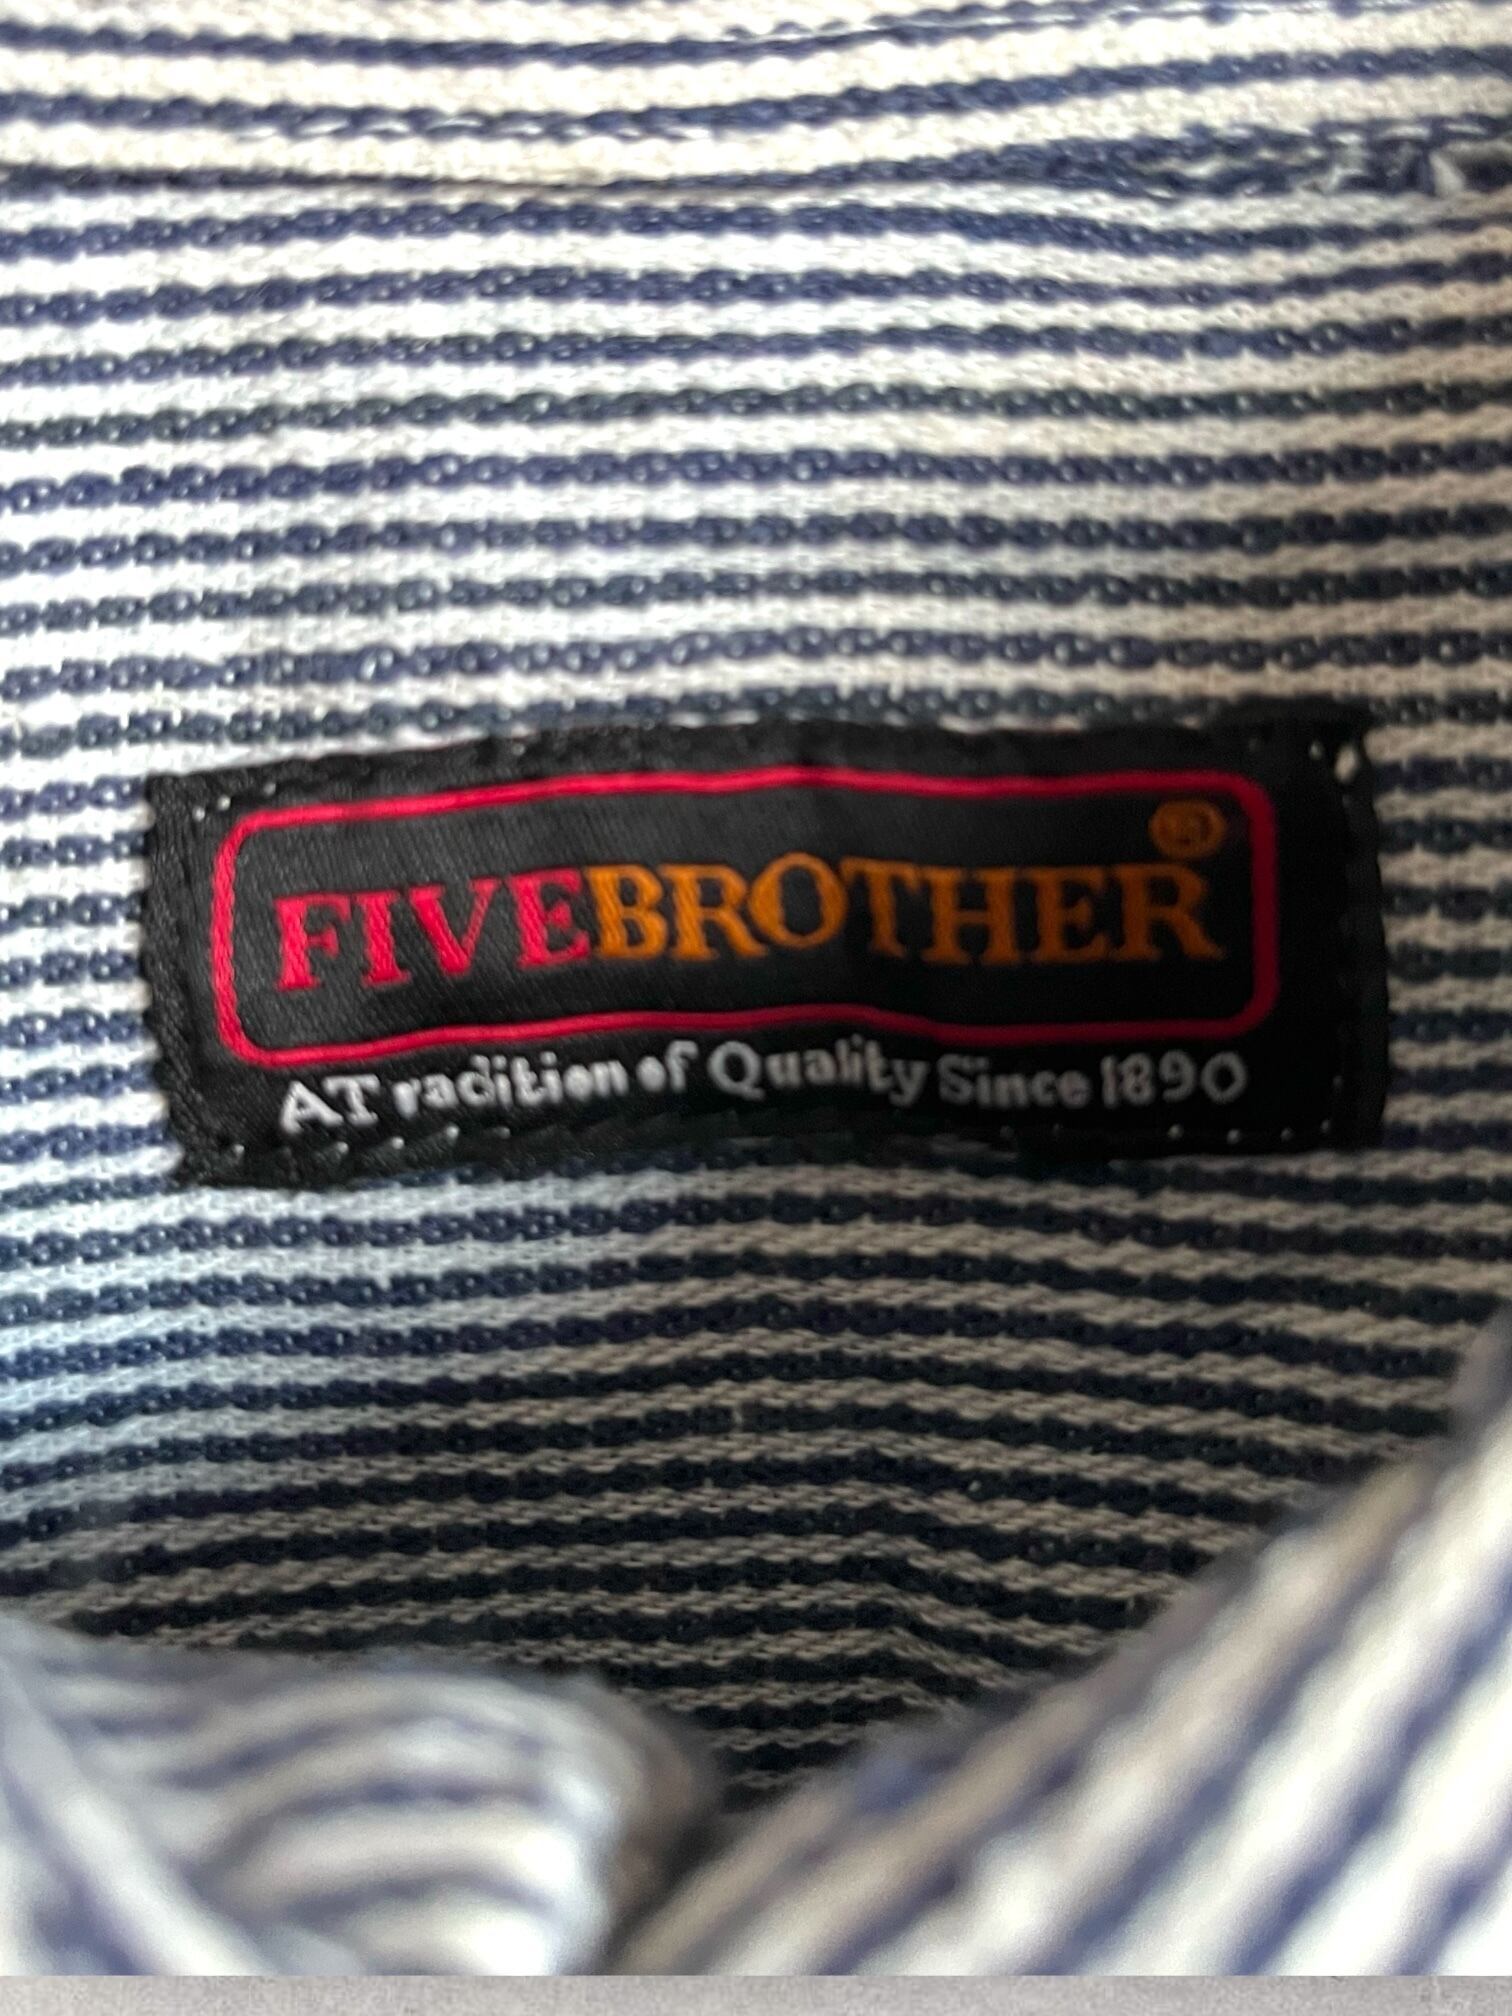 FIVEBROTHER®
A Tradition of Quality Since 1890